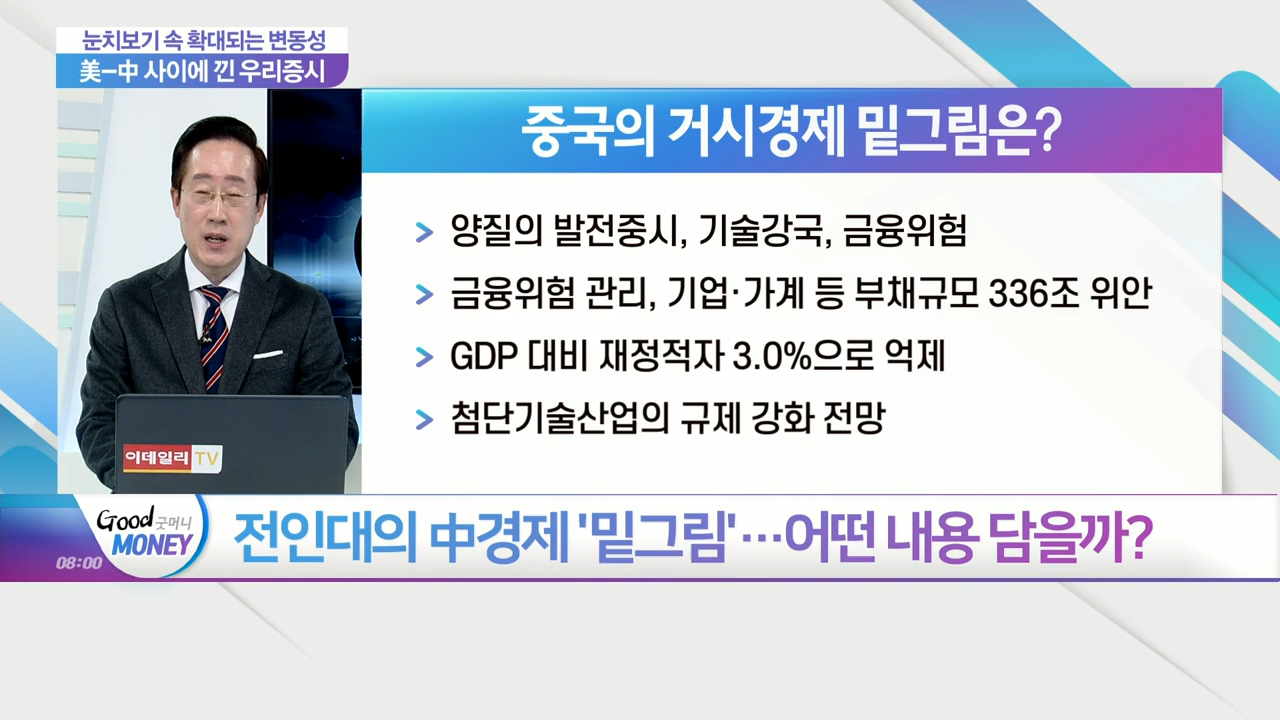 눈치보기 속 확대되는 변동성
美-中 사이에 낀 우리증시
중국의 거시경제 밑그림은?
> 양질의 발전중시, 기술강국, 금융위험
> 금융위험 관리, 기업·가계 등 부채규모 336조 위안
> GDP 대비 재정적자 3.0%으로 억제
> 첨단기술산업의 규제 강화 전망
이데일리 TV
Good 굿머니
MONEY
08:00
전인대의 中경제 '밑그림'…어떤 내용 담을까?